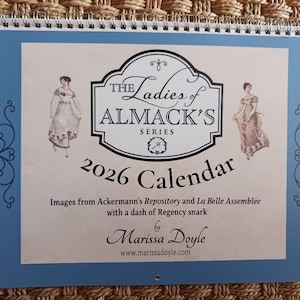 THE Ladies of
ALMACK'S
SERIES
2026 Calendar
Images from Ackermann's Repository and La Belle Assemblee
with a dash of Regency snark
by
Marissa Doyle
www.marissadoyle.com